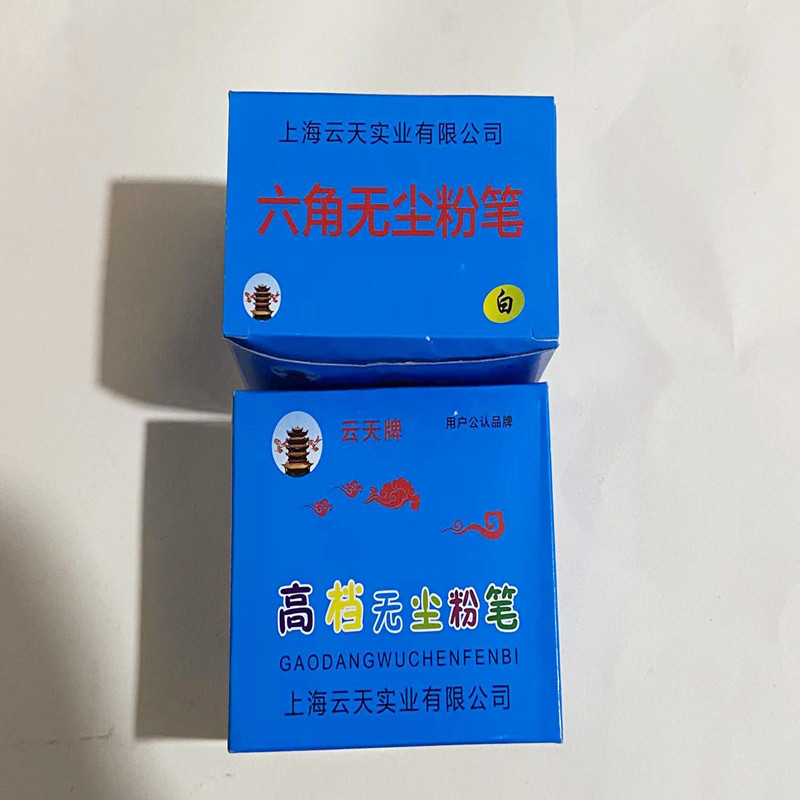 上海云天实业有限公司
六角无尘粉笔
白
云天牌
用户公认品牌
高档无尘粉笔
GAODANGWUCHENFENBI
上海云天实业有限公司